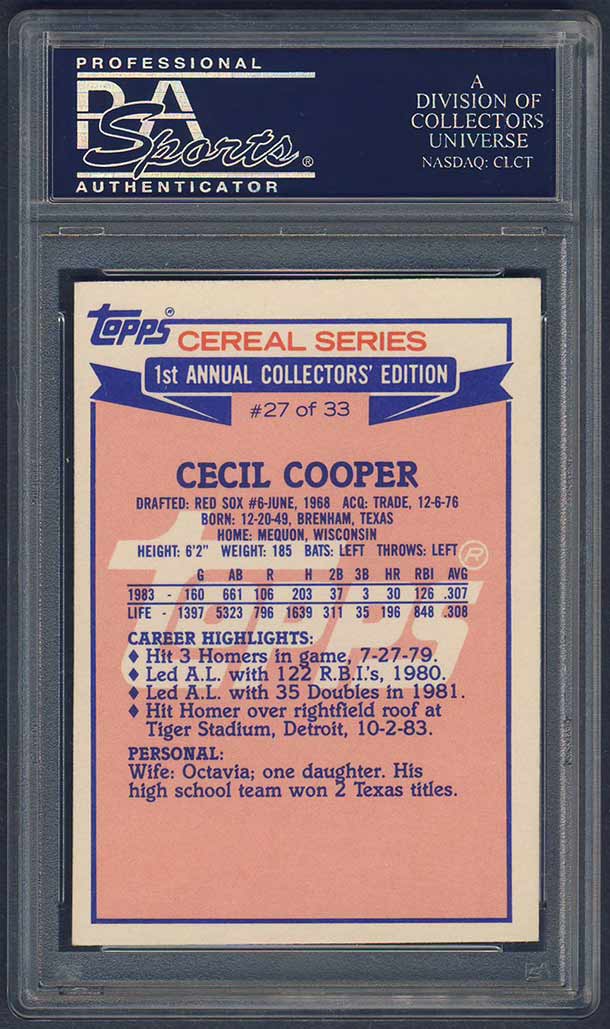 PROFESSIONAL
PSA
Sports®
AUTHENTICATOR
A
DIVISION OF
COLLECTORS
UNIVERSE
NASDAQ: CLCT
topps®
CEREAL SERIES
1st ANNUAL COLLECTORS' EDITION
#27 of 33
CECIL COOPER
DRAFTED: RED SOX #6-JUNE, 1968 ACQ: TRADE, 12-6-76
BORN: 12-20-49, BRENHAM, TEXAS
HOME: MEQUON, WISCONSIN
HEIGHT: 6'2" WEIGHT: 185 BATS: LEFT THROWS: LEFT
topps®
G AB R H 2B 3B HR RBI AVG
1983 - 160 661 106 203 37 3 30 126 .307
LIFE - 1397 5323 796 1639 311 35 196 848 .308
CAREER HIGHLIGHTS:
♦ Hit 3 Homers in game, 7-27-79.
♦ Led A.L. with 122 R.B.I.'s, 1980.
♦ Led A.L. with 35 Doubles in 1981.
♦ Hit Homer over rightfield roof at
Tiger Stadium, Detroit, 10-2-83.
PERSONAL:
Wife: Octavia; one daughter. His
high school team won 2 Texas titles.